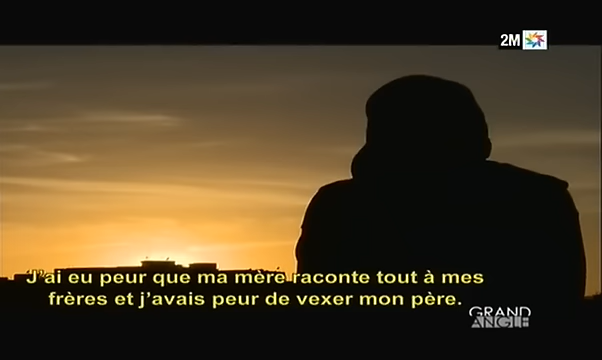 2M
J'ai eu peur que ma mère raconte tout à mes
frères et j'avais peur de vexer mon père.
GRAND
ANGLE